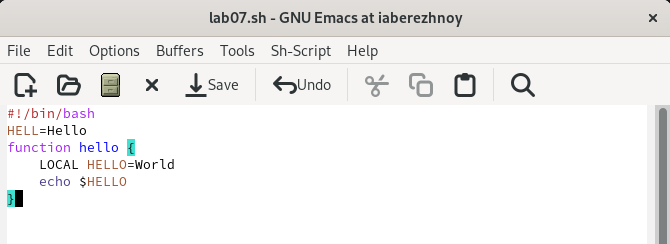 lab07.sh - GNU Emacs at iaberezhnoy
File Edit Options Buffers Tools Sh-Script Help
Save Undo
#!/bin/bash
HELL=Hello
function hello {
    LOCAL HELLO=World
    echo $HELLO
}